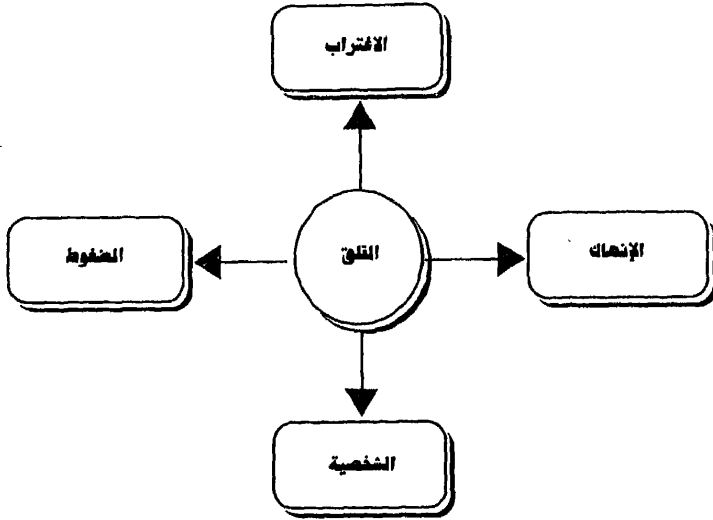 الاغتراب
الإنهاك
القلق
الضغوط
الشخصية